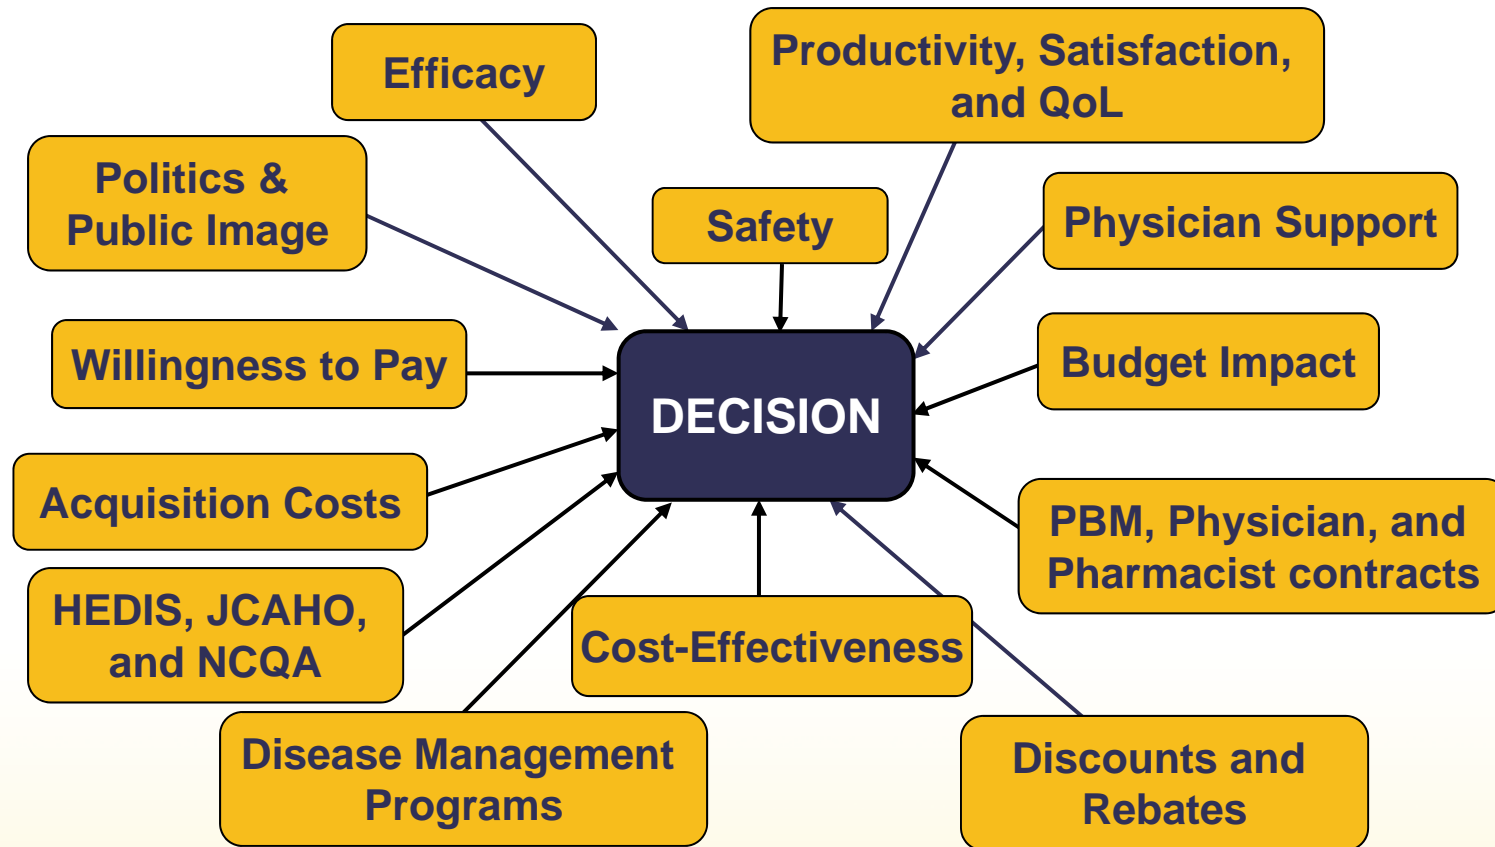 Efficacy
Productivity, Satisfaction,
and QoL
Politics &
Public Image
Safety
Physician Support
Willingness to Pay
Budget Impact
DECISION
Acquisition Costs
PBM, Physician, and
Pharmacist contracts
HEDIS, JCAHO,
and NCQA
Cost-Effectiveness
Disease Management
Programs
Discounts and
Rebates